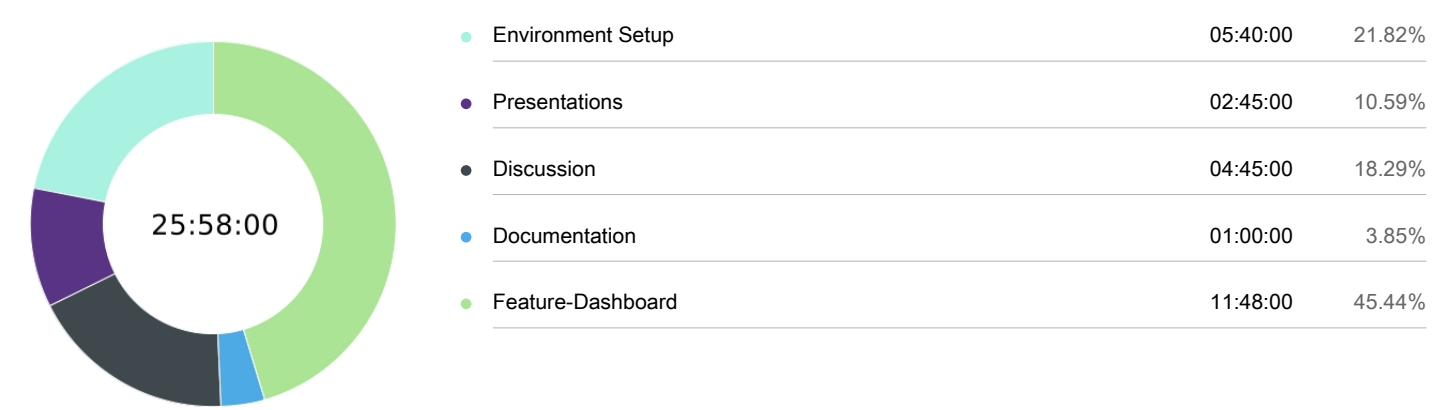 25:58:00
Environment Setup 05:40:00 21.82%
Presentations 02:45:00 10.59%
Discussion 04:45:00 18.29%
Documentation 01:00:00 3.85%
Feature-Dashboard 11:48:00 45.44%